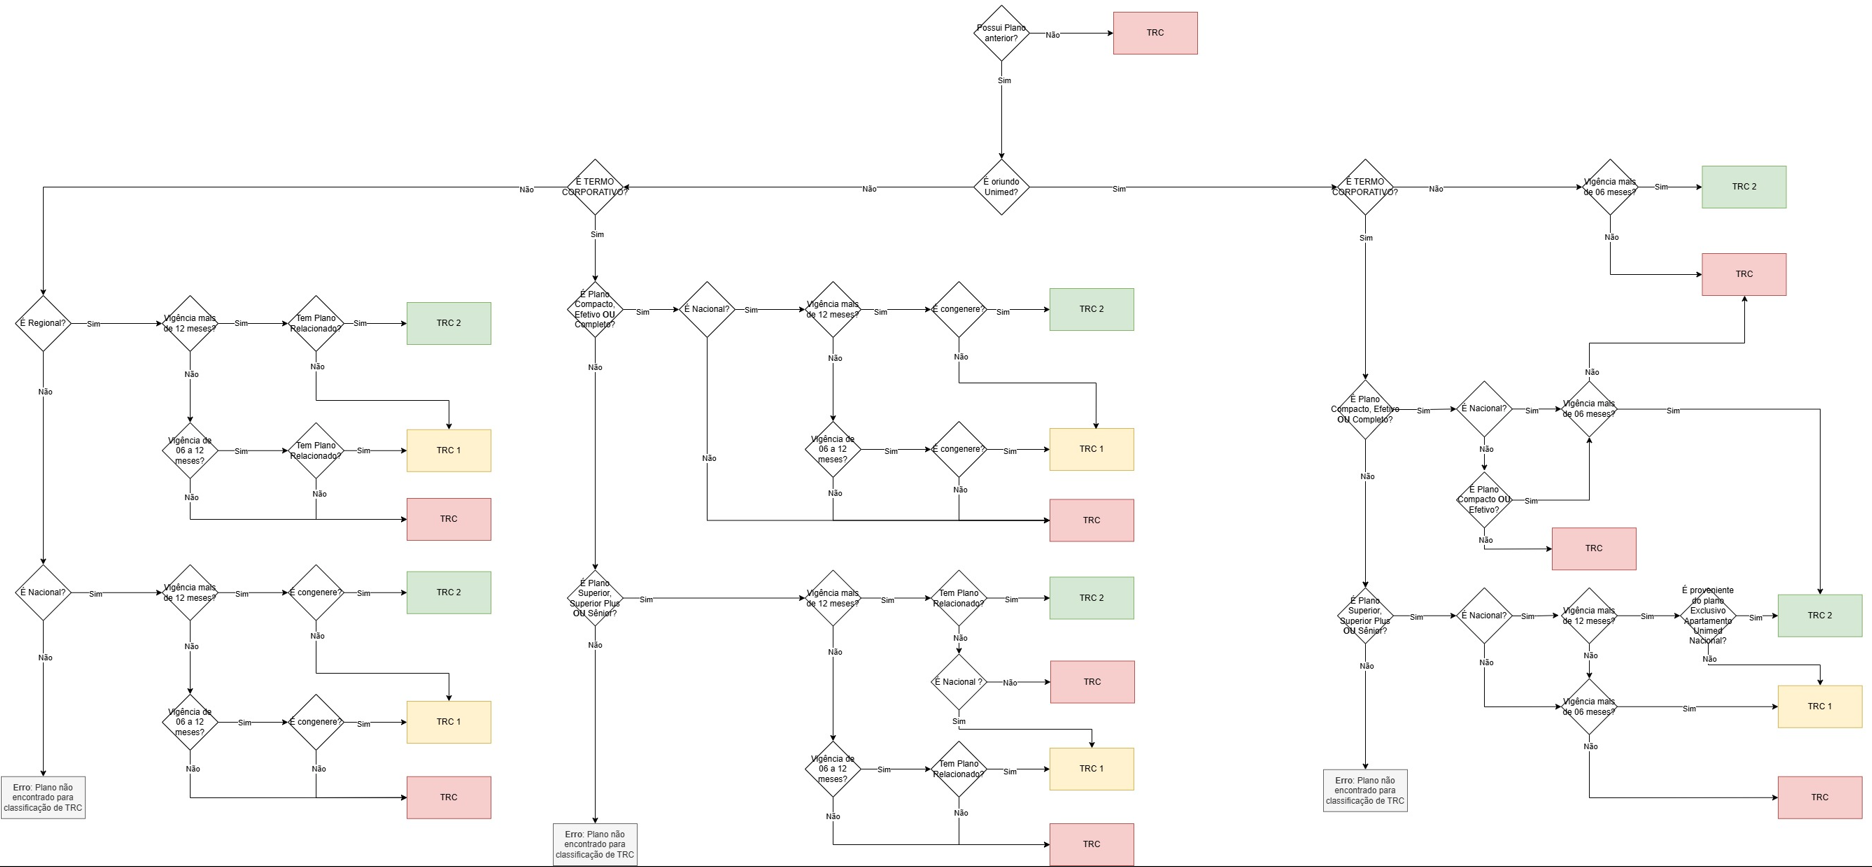 Possui Plano
anterior?
Não
TRC
Sim
É oriundo
Unimed?
Não
Sim
É TERMO
CORPORATIVO?
Não
Sim
É Regional?
Sim
Vigência mais
de 12 meses?
Sim
Tem Plano
Relacionado?
Sim
TRC 2
Não
Não
Não
Vigência de
06 a 12
meses?
Sim
Tem Plano
Relacionado?
Sim
TRC 1
Não
Não
TRC
É Nacional?
Sim
Vigência mais
de 12 meses?
Sim
É congenere?
Sim
TRC 2
Não
Não
Não
Vigência de
06 a 12
meses?
Sim
É congenere?
Sim
TRC 1
Não
Não
TRC
Erro: Plano não
encontrado para
classificação de TRC
É Plano
Compacto,
Efetivo OU
Completo?
Sim
É Nacional?
Sim
Vigência mais
de 12 meses?
Sim
É congenere?
Sim
TRC 2
Não
Não
Não
Não
Vigência de
06 a 12
meses?
Sim
É congenere?
Sim
TRC 1
Não
Não
TRC
É Plano
Superior,
Superior Plus
OU Sênior?
Sim
Vigência mais
de 12 meses?
Sim
Tem Plano
Relacionado?
Sim
TRC 2
Não
Não
Não
É Nacional ?
Não
TRC
Sim
Vigência de
06 a 12
meses?
Sim
Tem Plano
Relacionado?
Sim
TRC 1
Não
Não
TRC
Erro: Plano não
encontrado para
classificação de TRC
É TERMO
CORPORATIVO?
Não
Vigência mais
de 06 meses?
Sim
TRC 2
Sim
Não
TRC
É Plano
Compacto, Efetivo
OU Completo?
Sim
É Nacional?
Sim
Vigência mais
de 06 meses?
Não
Sim
Não
Não
É Plano
Compacto OU
Efetivo?
Sim
Não
TRC
É Plano
Superior,
Superior Plus
OU Sênior?
Sim
É Nacional?
Sim
Vigência mais
de 12 meses?
Sim
É proveniente
do plano
Exclusivo
Apartamento
Unimed
Nacional?
Sim
TRC 2
Não
Não
Não
Não
Vigência mais
de 06 meses?
Sim
TRC 1
Não
TRC
Erro: Plano não
encontrado para
classificação de TRC